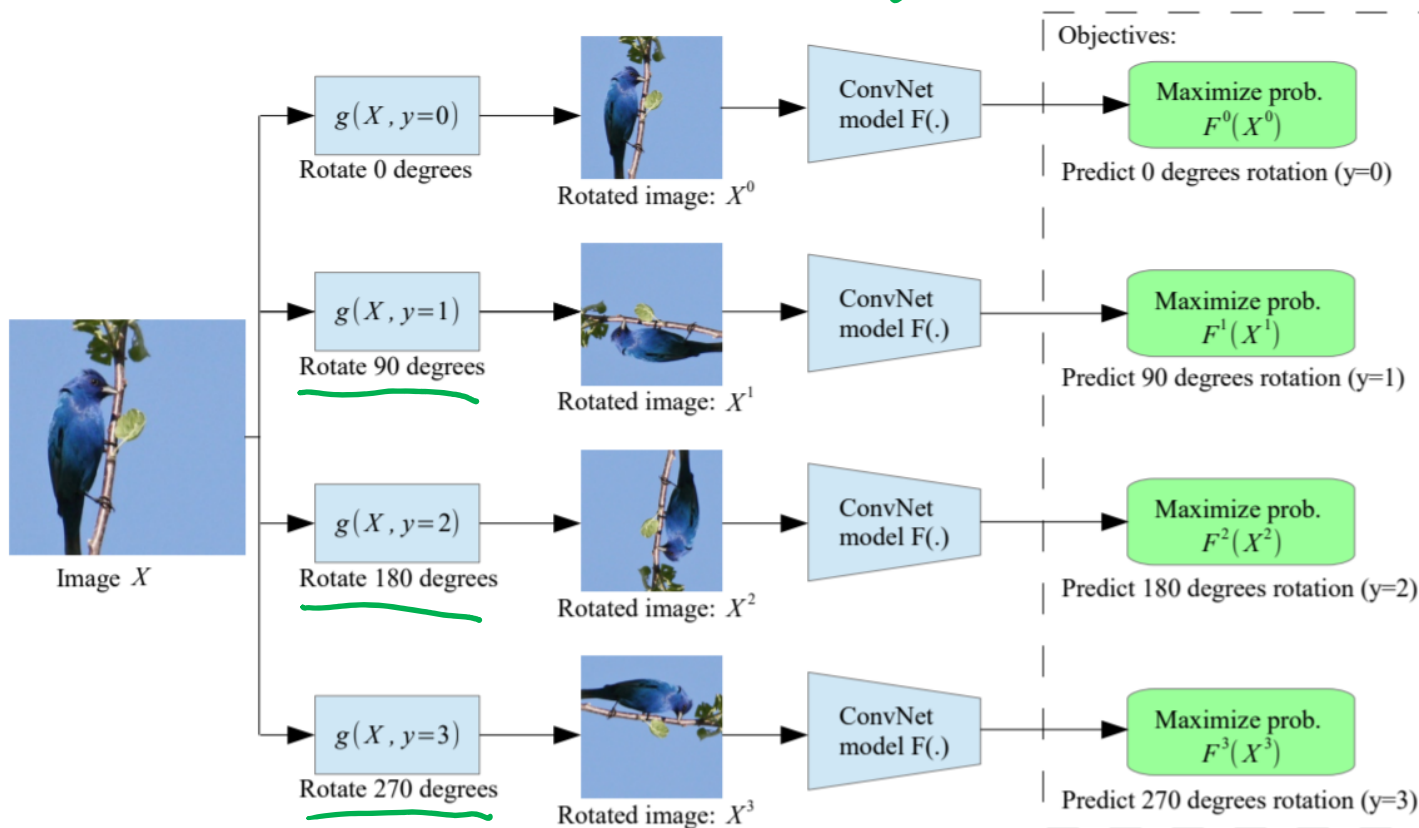 Objectives:
g(X, y=0)
Rotate 0 degrees
Rotated image: X⁰
ConvNet
model F(.)
Maximize prob.
F⁰(X⁰)
Predict 0 degrees rotation (y=0)
g(X, y=1)
Rotate 90 degrees
Rotated image: X¹
ConvNet
model F(.)
Maximize prob.
F¹(X¹)
Predict 90 degrees rotation (y=1)
Image X
g(X, y=2)
Rotate 180 degrees
Rotated image: X²
ConvNet
model F(.)
Maximize prob.
F²(X²)
Predict 180 degrees rotation (y=2)
g(X, y=3)
Rotate 270 degrees
Rotated image: X³
ConvNet
model F(.)
Maximize prob.
F³(X³)
Predict 270 degrees rotation (y=3)